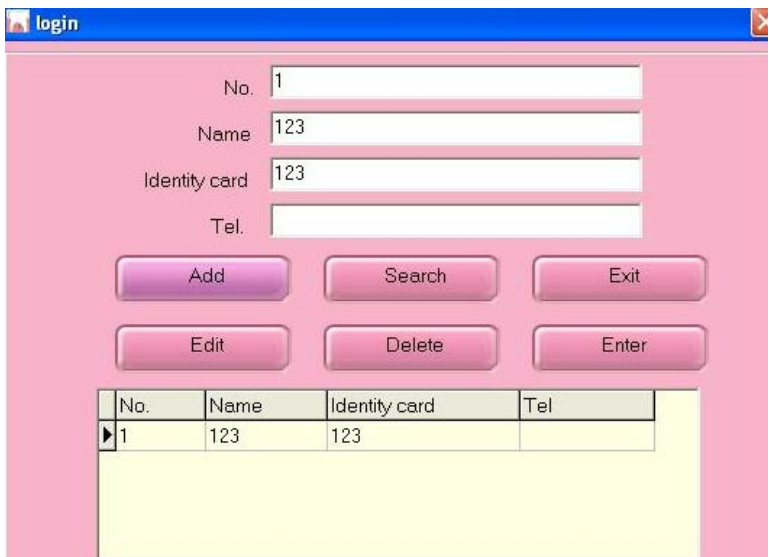 login
No. 1
Name 123
Identity card 123
Tel.
Add Search Exit
Edit Delete Enter
No. Name Identity card Tel
1 123 123